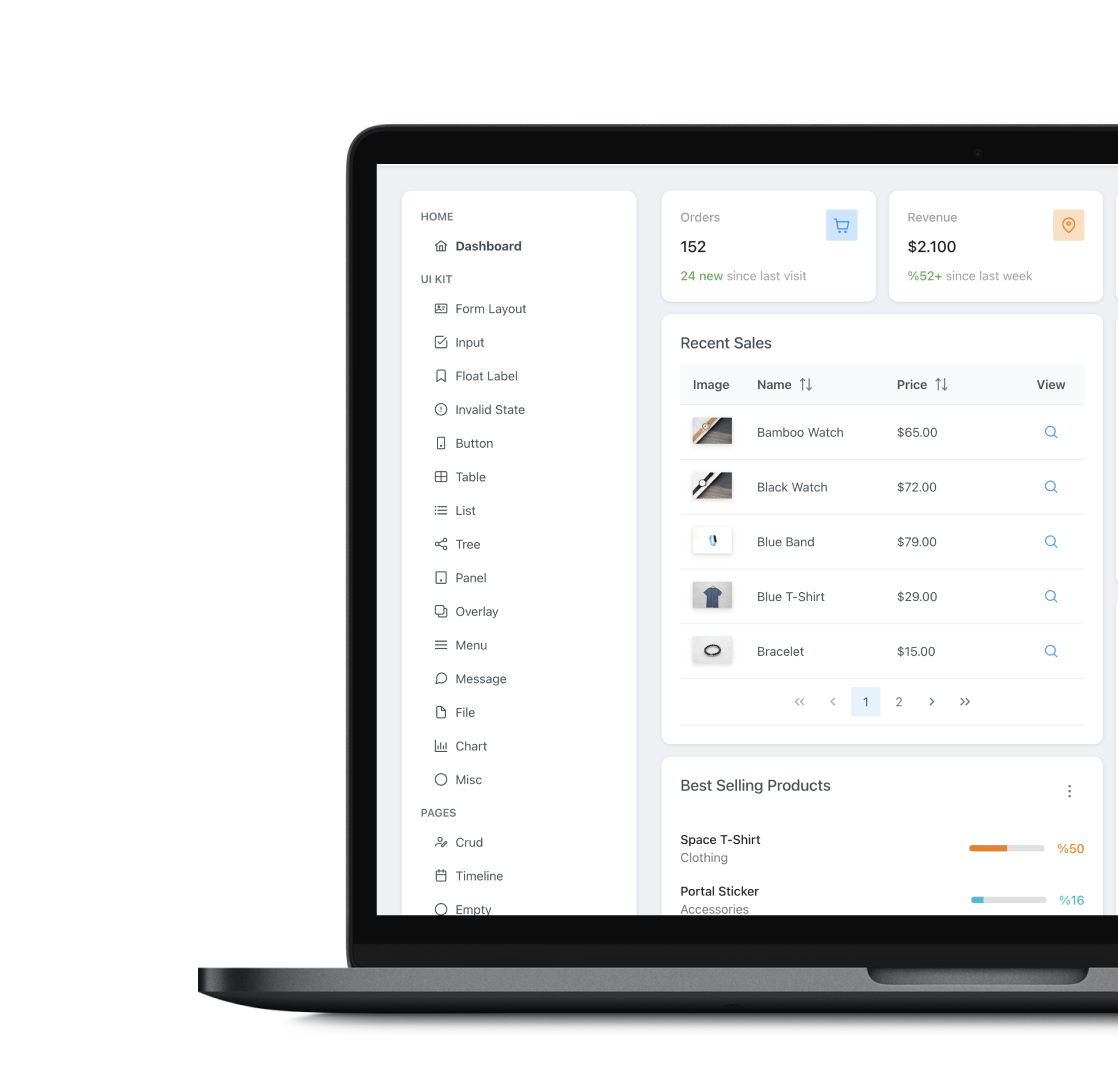 HOME
Dashboard
UI KIT
Form Layout
Input
Float Label
Invalid State
Button
Table
List
Tree
Panel
Overlay
Menu
Message
File
Chart
Misc
PAGES
Crud
Timeline
Empty
Orders
152
24 new since last visit
Revenue
$2.100
%52+ since last week
Recent Sales
Image Name Price View
Bamboo Watch $65.00
Black Watch $72.00
Blue Band $79.00
Blue T-Shirt $29.00
Bracelet $15.00
1 2
Best Selling Products
Space T-Shirt
Clothing
%50
Portal Sticker
Accessories
%16